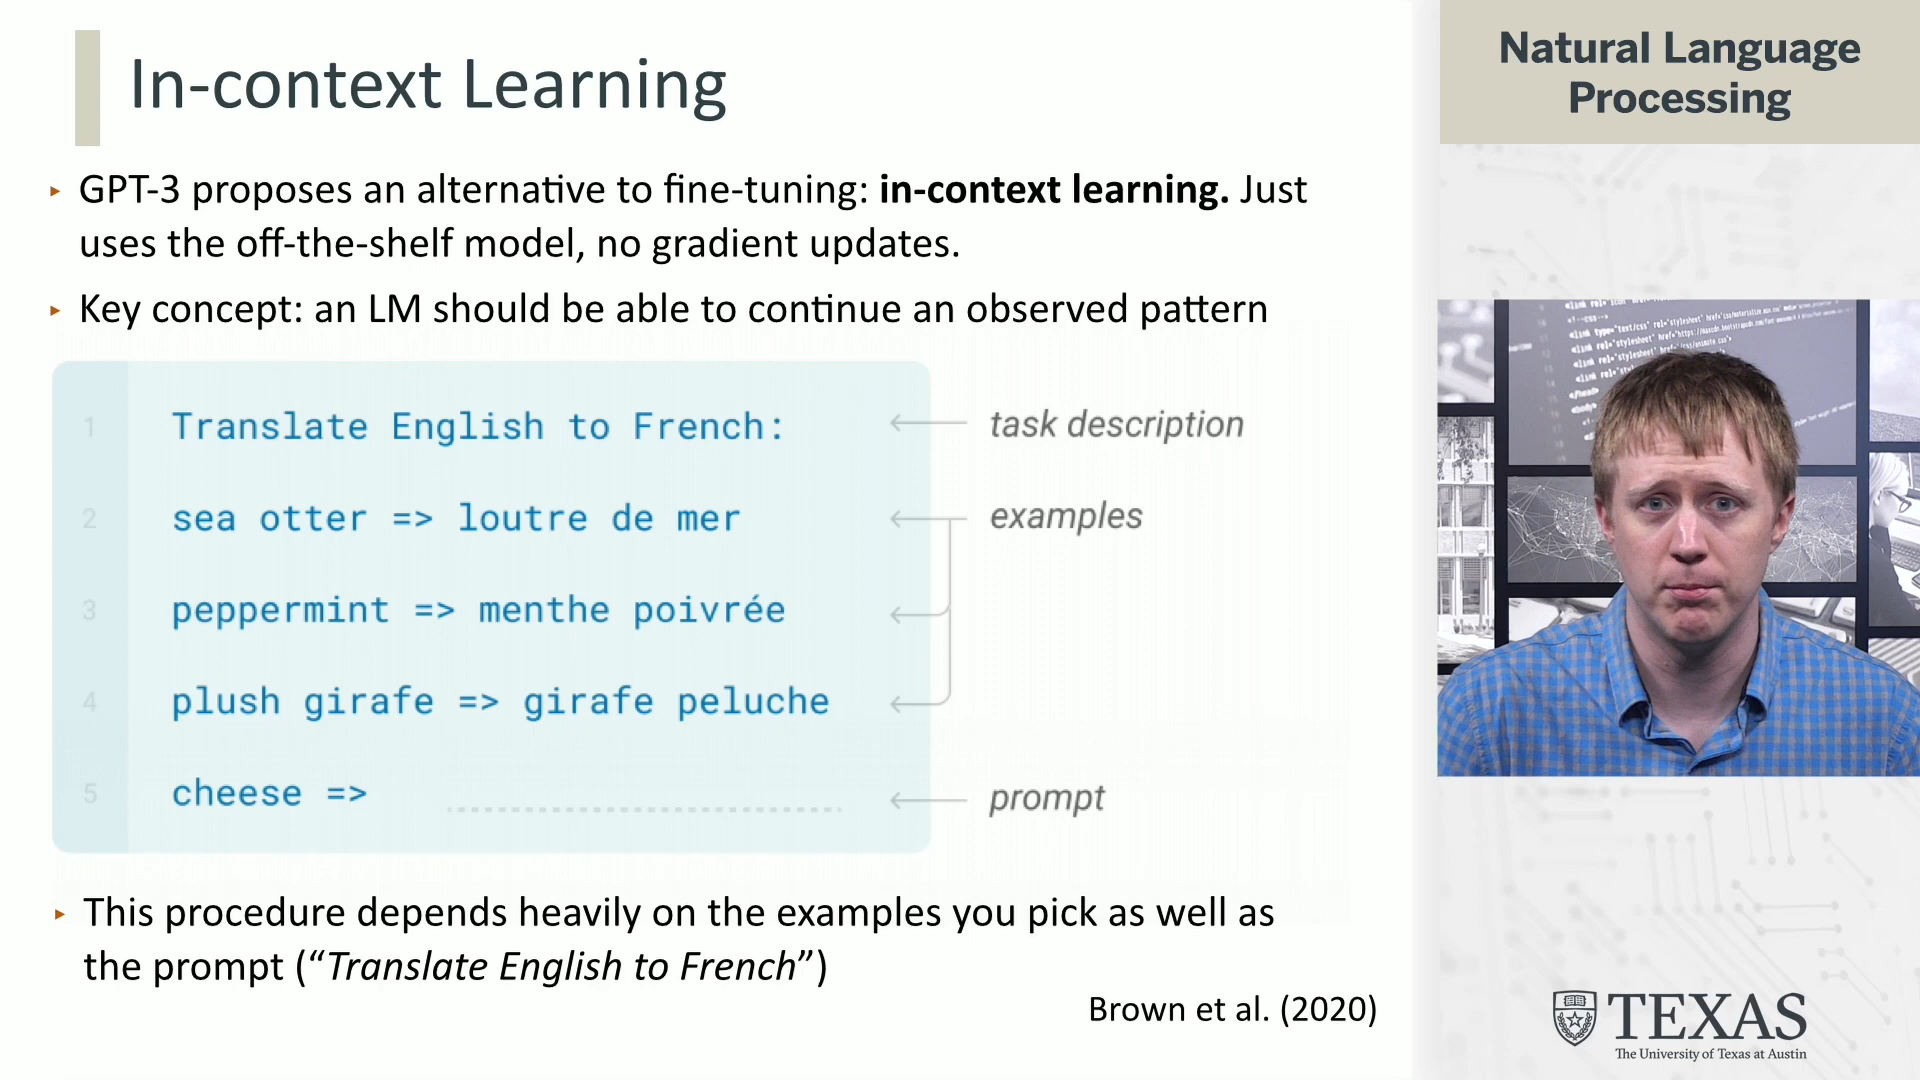 In-context Learning
GPT-3 proposes an alternative to fine-tuning: in-context learning. Just
uses the off-the-shelf model, no gradient updates.
Key concept: an LM should be able to continue an observed pattern
1 Translate English to French: task description
2 sea otter => loutre de mer examples
3 peppermint => menthe poivrée
4 plush girafe => girafe peluche
5 cheese => prompt
This procedure depends heavily on the examples you pick as well as
the prompt (“Translate English to French”)
Brown et al. (2020)
Natural Language
Processing
TEXAS
The University of Texas at Austin